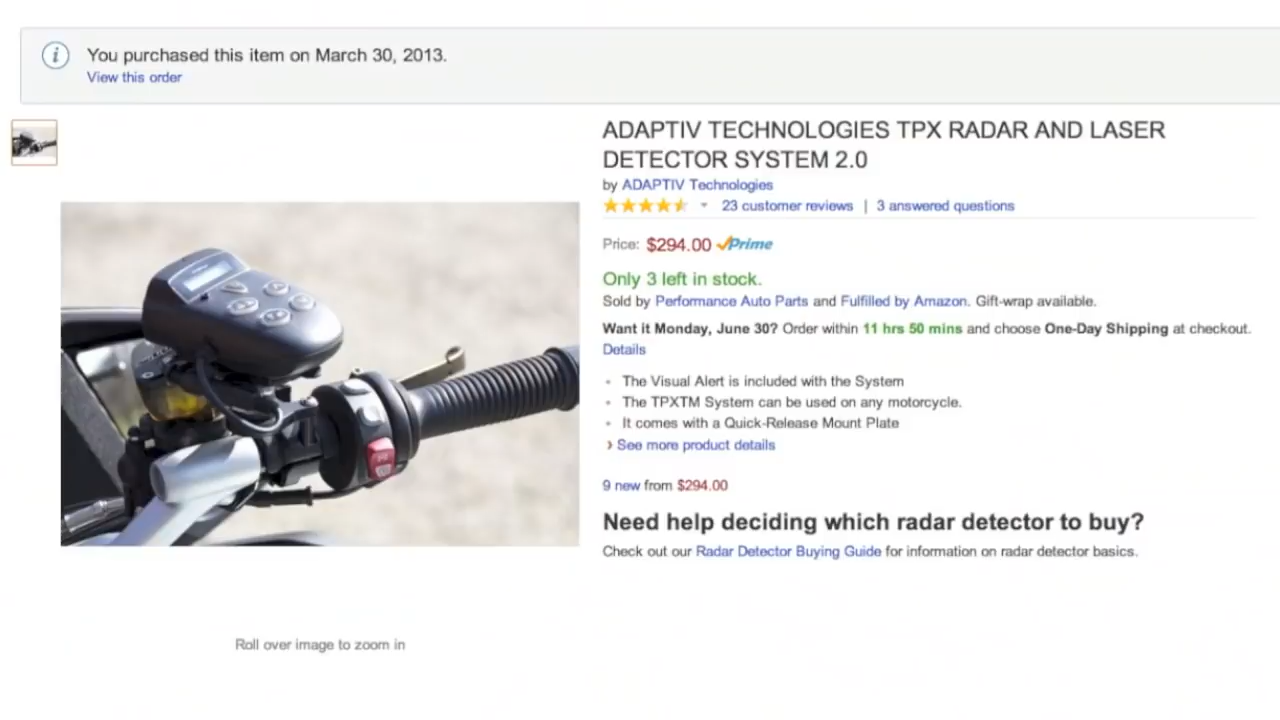 You purchased this item on March 30, 2013.
View this order
ADAPTIV TECHNOLOGIES TPX RADAR AND LASER
DETECTOR SYSTEM 2.0
by ADAPTIV Technologies
23 customer reviews | 3 answered questions
Price: $294.00 Prime
Only 3 left in stock.
Sold by Performance Auto Parts and Fulfilled by Amazon. Gift-wrap available.
Want it Monday, June 30? Order within 11 hrs 50 mins and choose One-Day Shipping at checkout.
Details
• The Visual Alert is included with the System
• The TPXTM System can be used on any motorcycle.
• It comes with a Quick-Release Mount Plate
› See more product details
9 new from $294.00
Need help deciding which radar detector to buy?
Check out our Radar Detector Buying Guide for information on radar detector basics.
Roll over image to zoom in